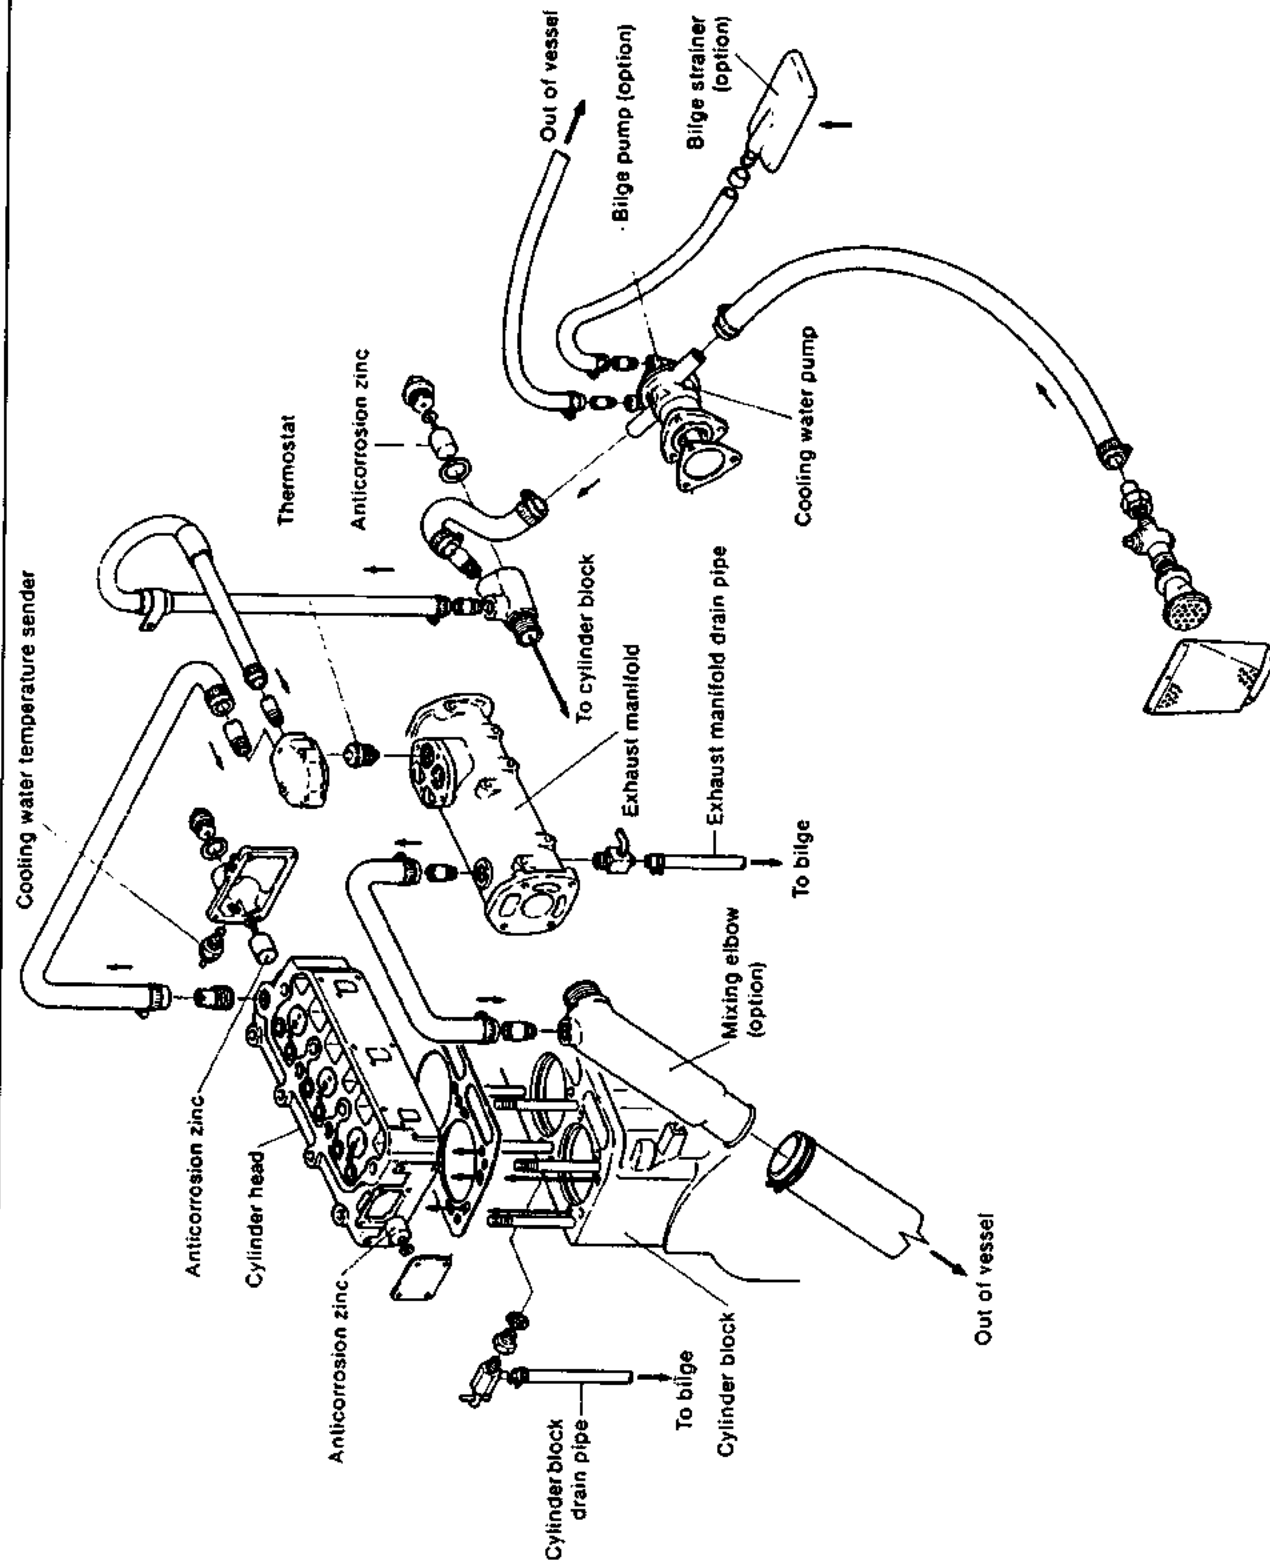 Cooling water temperature sender
Anticorrosion zinc
Cylinder head
Anticorrosion zinc
Cylinder block
drain pipe
To bilge
Cylinder block
Out of vessel
Mixing elbow
(option)
To bilge
Exhaust manifold drain pipe
Exhaust manifold
To cylinder block
Thermostat
Anticorrosion zinc
Cooling water pump
Out of vessel
Bilge pump (option)
Bilge strainer
(option)